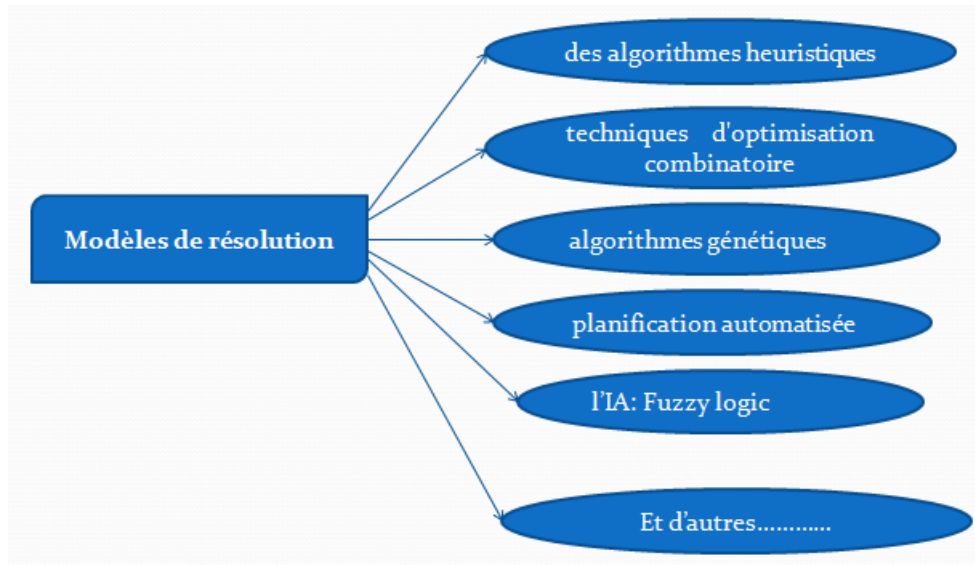 des algorithmes heuristiques
techniques d'optimisation
combinatoire
Modèles de résolution
algorithmes génétiques
planification automatisée
l'IA: Fuzzy logic
Et d'autres............